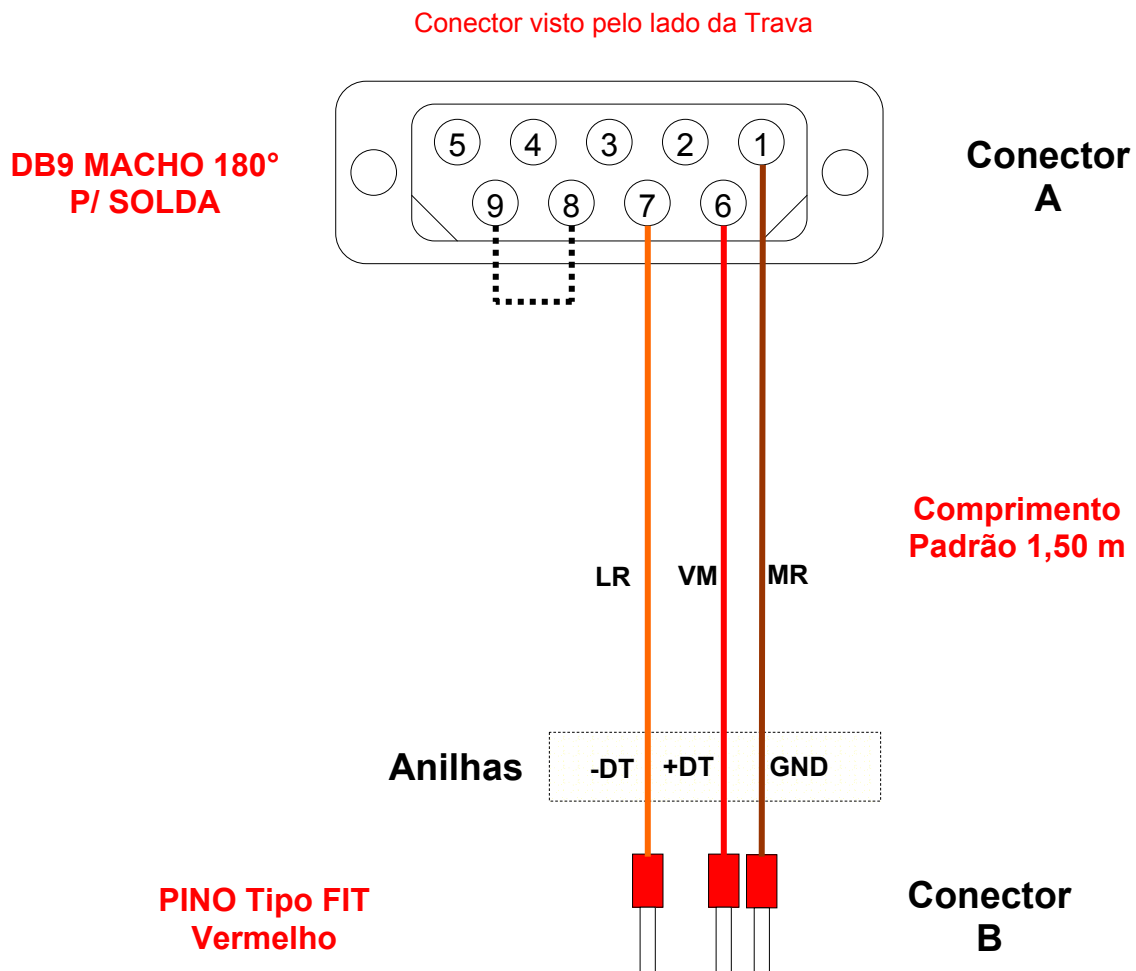 Conector visto pelo lado da Trava
DB9 MACHO 180°
P/ SOLDA
5 4 3 2 1
9 8 7 6
Conector
A
Comprimento
Padrão 1,50 m
LR VM MR
Anilhas -DT +DT GND
PINO Tipo FIT
Vermelho
Conector
B